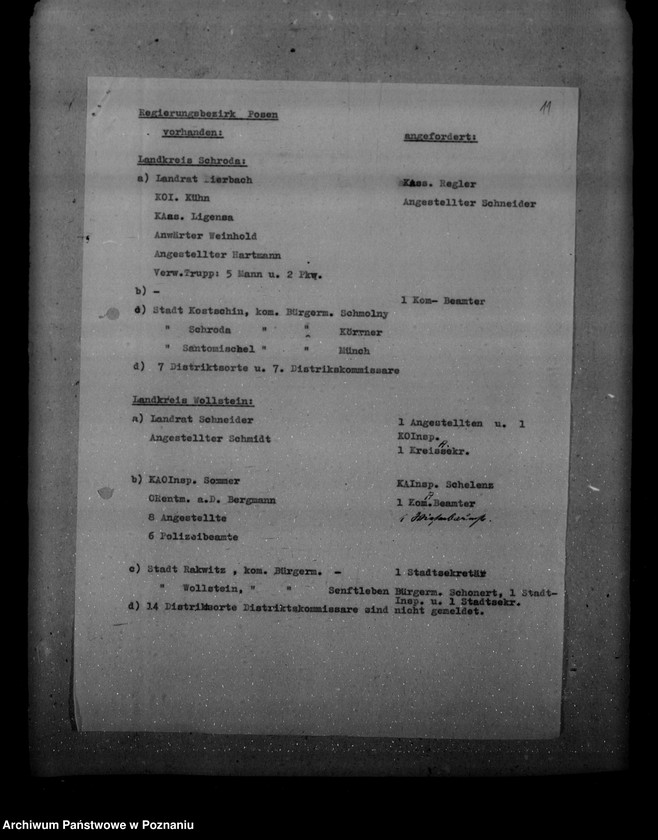 11
Regierungsbezirk Posen
vorhanden: angefordert:
Landkreis Schroda:
a) Landrat ierbach KAss. Regler
KOI. Kühn Angestellter Schneider
KAss. Ligensa
Anwärter Weinhold
Angestellter Hartmann
Verw.Trupp: 5 Mann u. 2 Pkw.
b) - 1 Kom- Beamter
c) Stadt Kostschin, kom. Bürgerm. Schmolny
" Schroda " " Körrner
" Santomischel " " Münch
d) 7 Distriktsorte u. 7. Distrikskommissare
Landkreis Wollstein:
a) Landrat Schneider 1 Angestellten u. 1
Angestellter Schmidt KOInsp.
1 Kreissekr.
b) KAOInsp. Sommer KAInsp. Schelenz
ORentm. a.D. Bergmann 1 Kom.Beamter
8 Angestellte
6 Polizeibeamte
c) Stadt Rakwitz , kom. Bürgerm. - 1 Stadtsekretär
" Wollstein, " " Senftleben Bürgerm. Schonert, 1 Stadt-
Insp. u. 1 Stadtsekr.
d) 14 Distriktsorte Distriktskommissare sind nicht gemeldet.
Archiwum Państwowe w Poznaniu